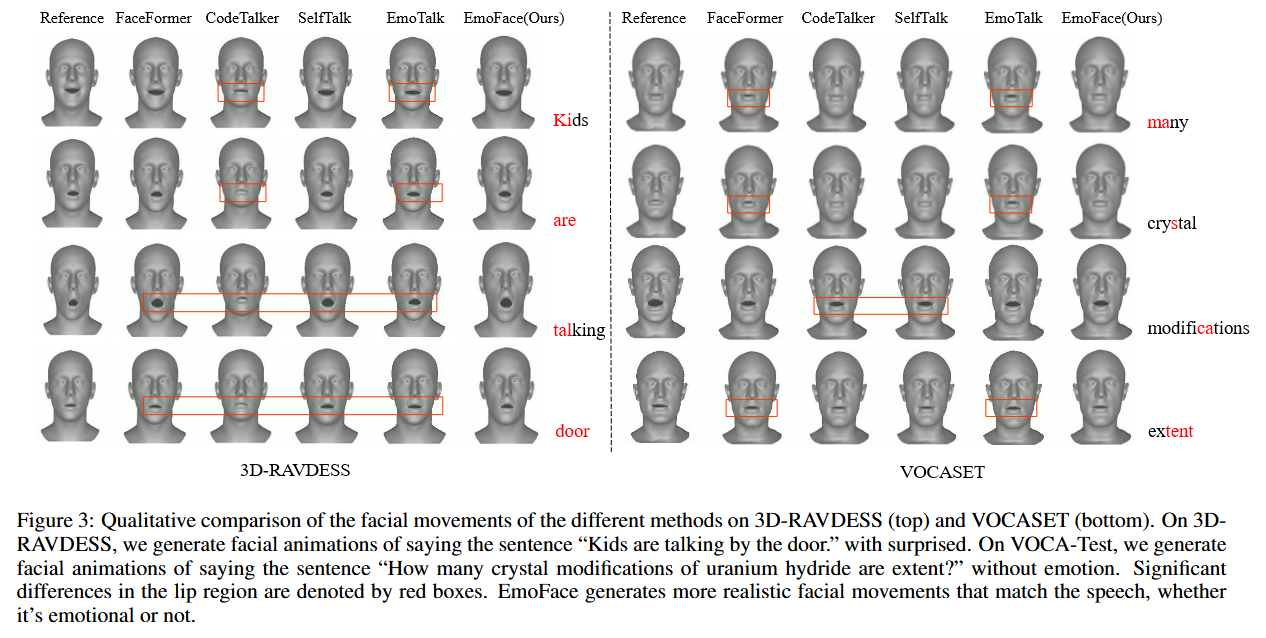 Reference FaceFormer CodeTalker SelfTalk EmoTalk EmoFace(Ours)
Kids
are
talking
door
3D-RAVDESS
Reference FaceFormer CodeTalker SelfTalk EmoTalk EmoFace(Ours)
many
crystal
modifications
extent
VOCASET
Figure 3: Qualitative comparison of the facial movements of the different methods on 3D-RAVDESS (top) and VOCASET (bottom). On 3D-
RAVDESS, we generate facial animations of saying the sentence “Kids are talking by the door.” with surprised. On VOCA-Test, we generate
facial animations of saying the sentence “How many crystal modifications of uranium hydride are extent?” without emotion. Significant
differences in the lip region are denoted by red boxes. EmoFace generates more realistic facial movements that match the speech, whether
it’s emotional or not.